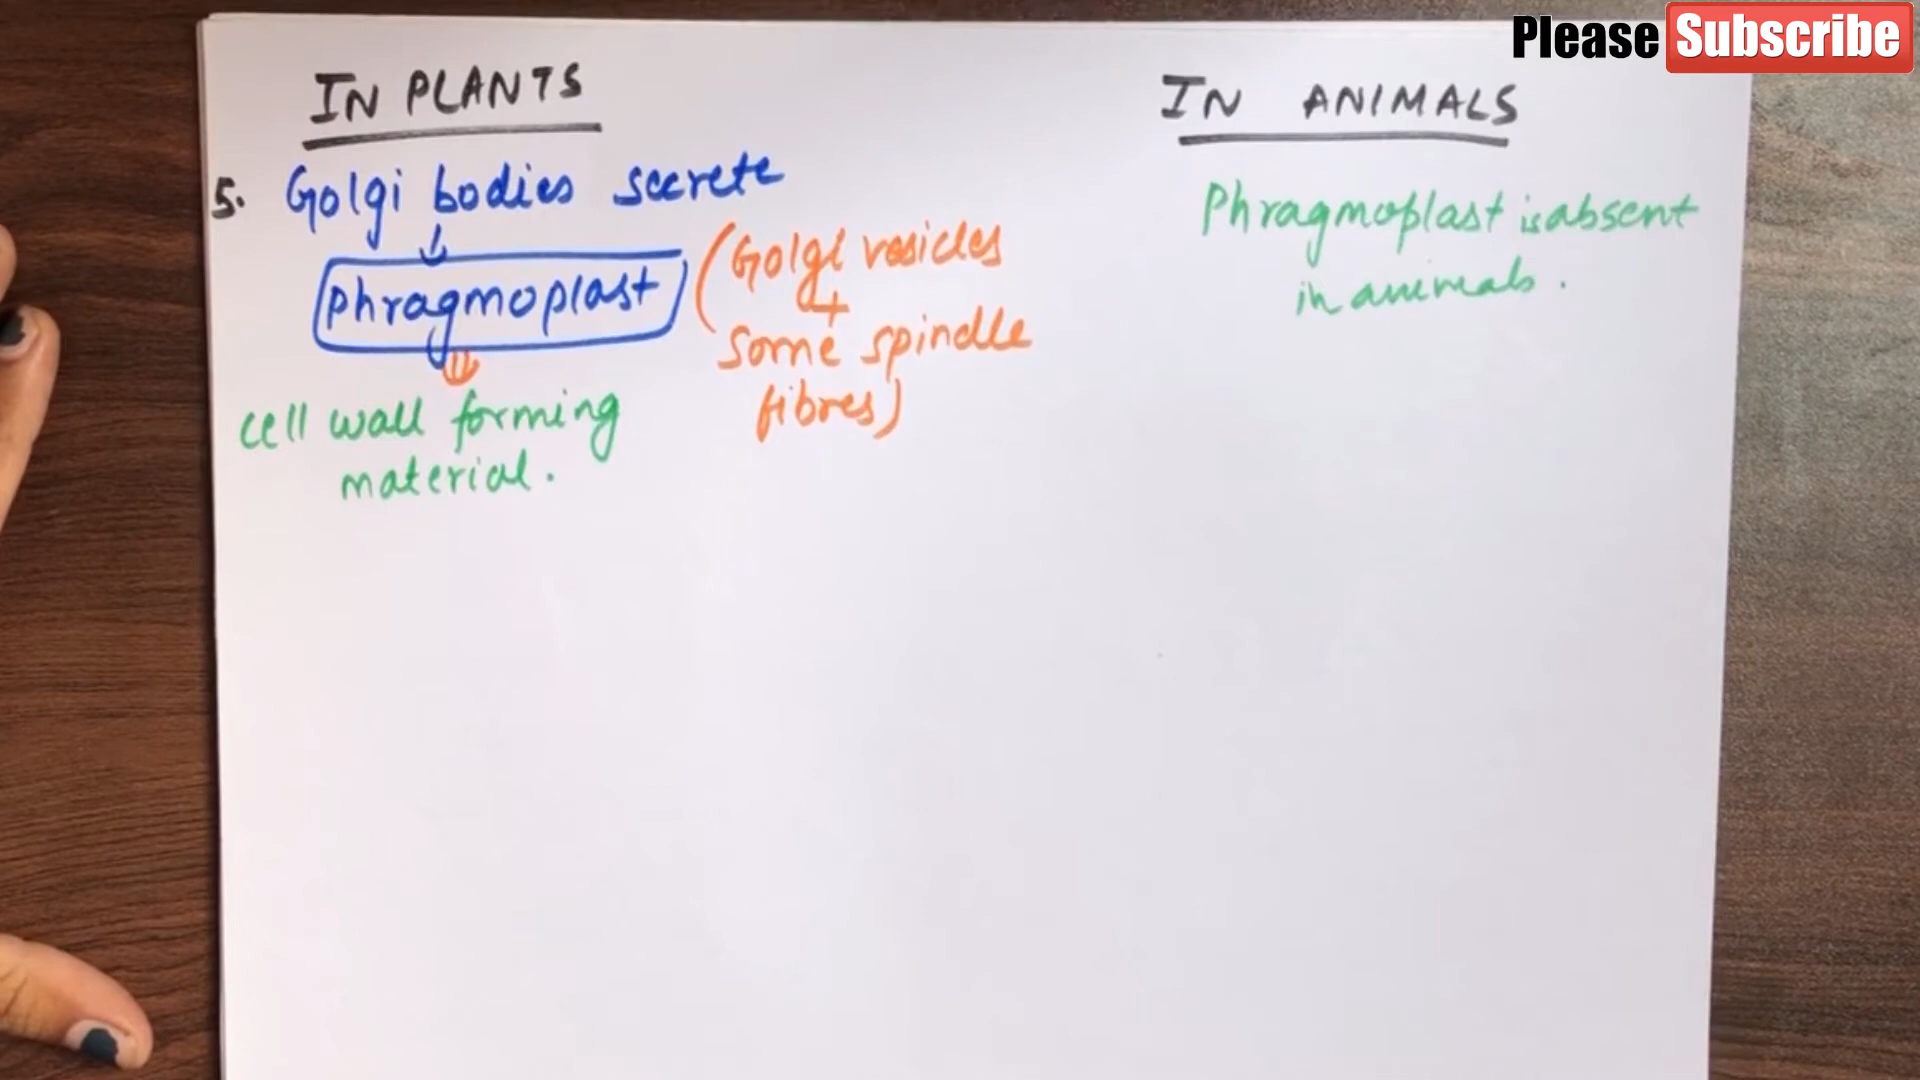 Please Subscribe
IN PLANTS
5. Golgi bodies secrete
Phragmoplast
(Golgi vesicles
+
some spindle
fibres)
cell wall forming
material.
IN ANIMALS
Phragmoplast is absent
in animals.